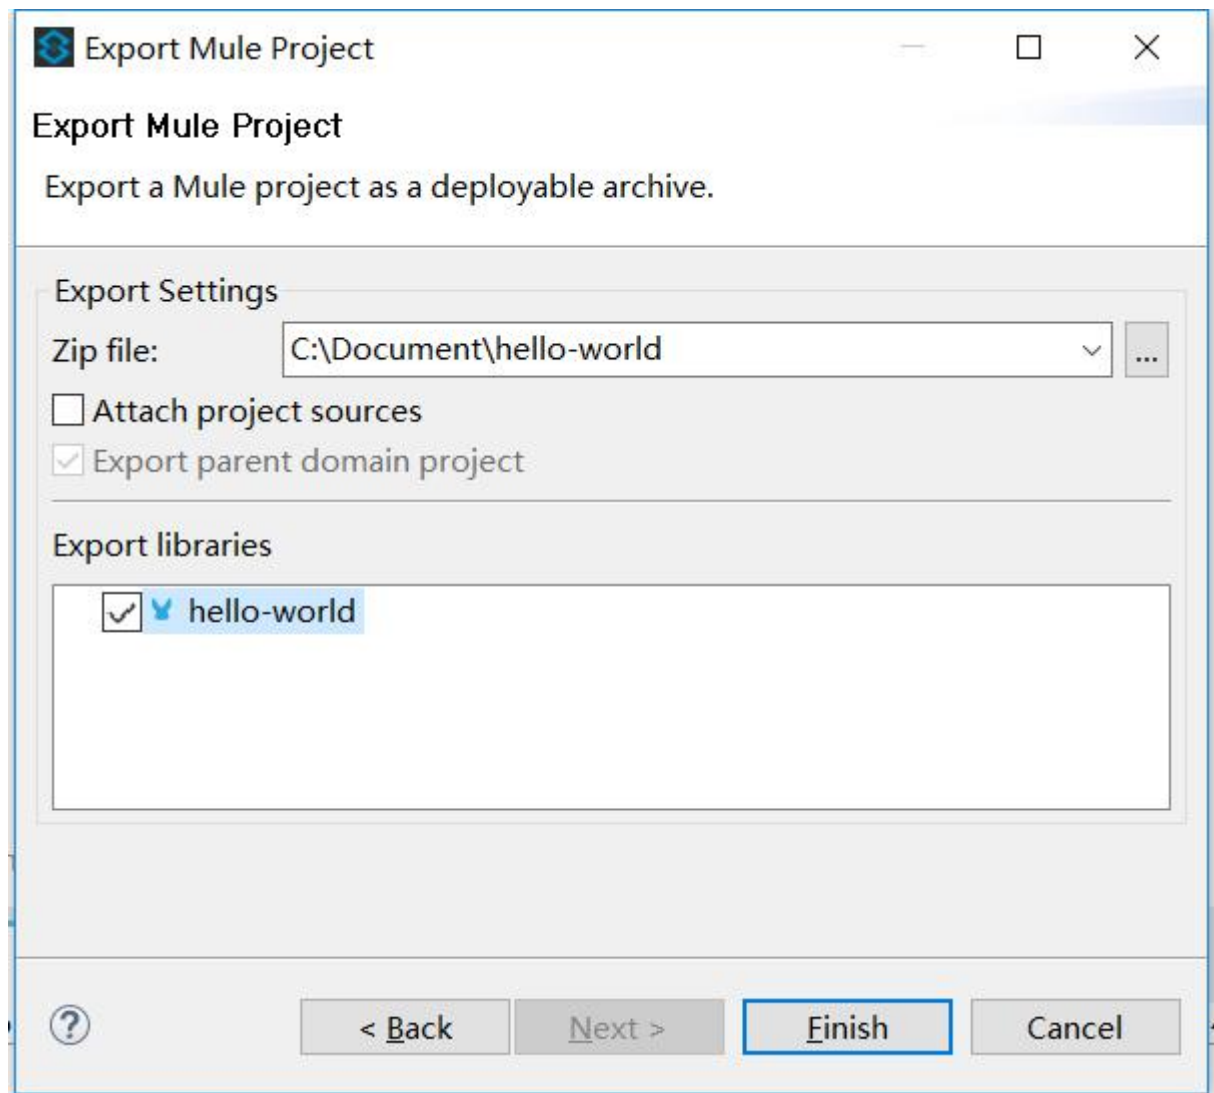 Export Mule Project
Export Mule Project
Export a Mule project as a deployable archive.
Export Settings
Zip file: C:\Document\hello-world ...
Attach project sources
Export parent domain project
Export libraries
hello-world
? < Back Next > Finish Cancel